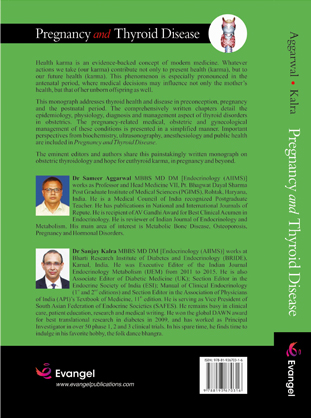 Pregnancy and Thyroid Disease
Health karma is an evidence-backed concept of modern medicine. Whatever
actions we take (our karma) contribute not only to present health (karma), but to
our future health (karma). This phenomenon is especially pronounced in the
antenatal period, where medical decisions may influence not only the mother's
health, but that of her unborn offspring as well.
This monograph addresses thyroid health and disease in preconception, pregnancy
and the postnatal period. The comprehensively written chapters detail the
epidemiology, physiology, diagnosis and management aspect of thyroid disorders
in obstetrics. The pregnancy-related medical, obstetric and gynecological
management of these conditions is presented in a simplified manner. Important
perspectives from biochemistry, ultrasonography, anesthesiology and public health
are included in Pregnancy and Thyroid Disease.
The eminent editors and authors share this painstakingly written monograph on
obstetric thyroidology and hope for euthyroid karma, in pregnancy and beyond.
Dr Sameer Aggarwal MBBS MD DM [Endocrinology (AIIMS)]
works as Professor and Head Medicine VII, Pt. Bhagwat Dayal Sharma
Post Graduate Institute of Medical Sciences (PGIMS), Rohtak, Haryana,
India. He is a Medical Council of India recognized Postgraduate
Teacher. He has publications in National and International Journals of
Repute. He is recipient of AV Gandhi Award for Best Clinical Acumen in
Endocrinology. He is reviewer of Indian Journal of Endocrinology and
Metabolism. His main area of interest is Metabolic Bone Disease, Osteoporosis,
Pregnancy and Hormonal Disorders.
Dr Sanjay Kalra MBBS MD DM [Endocrinology (AIIMS)] works at
Bharti Research Institute of Diabetes and Endocrinology (BRIDE),
Karnal, India. He was Executive Editor of the Indian Journal
Endocrinology Metabolism (IJEM) from 2011 to 2015. He is also
Associate Editor of Diabetic Medicine (UK); Section Editor in the
Endocrine Society of India (ESI); Manual of Clinical Endocrinology
(1st and 2nd editions) and Section Editor in the Association of Physicians
of India (API)'s Textbook of Medicine, 11th edition. He is serving as Vice President of
South Asian Federation of Endocrine Societies (SAFES). He remains busy in clinical
care, patient education, research and medical writing. He won the global DAWN award
for best translational research in diabetes in 2009, and has worked as Principal
Investigator in over 50 phase 1, 2 and 3 clinical trials. In his spare time, he finds time to
indulge in his favorite hobby, the folk dance bhangra.
Evangel
www.evangelpublications.com
Aggarwal • Kalra
Pregnancy and Thyroid Disease
Evangel